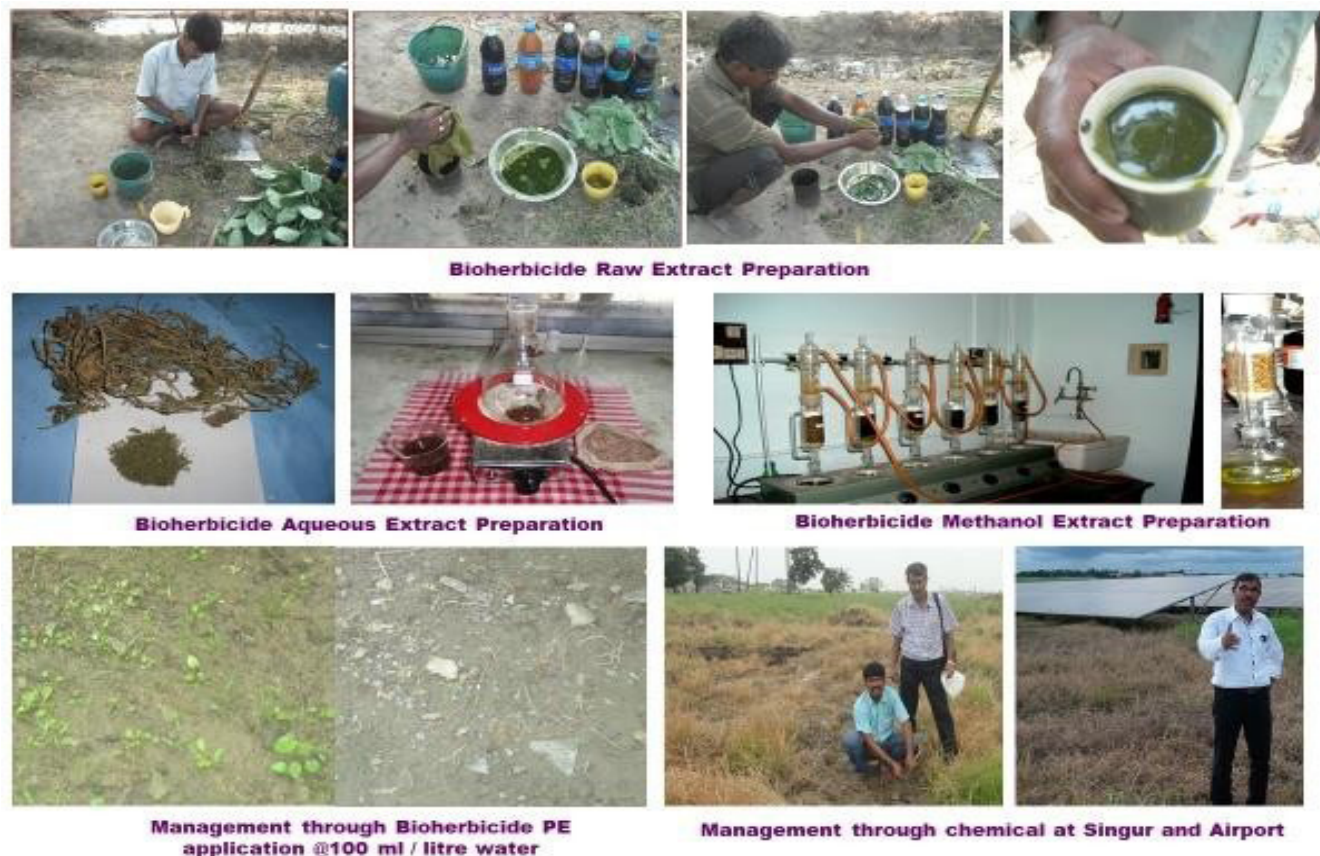 Bioherbicide Raw Extract Preparation
Bioherbicide Aqueous Extract Preparation
Bioherbicide Methanol Extract Preparation
Management through Bioherbicide PE
application @100 ml / litre water
Management through chemical at Singur and Airport